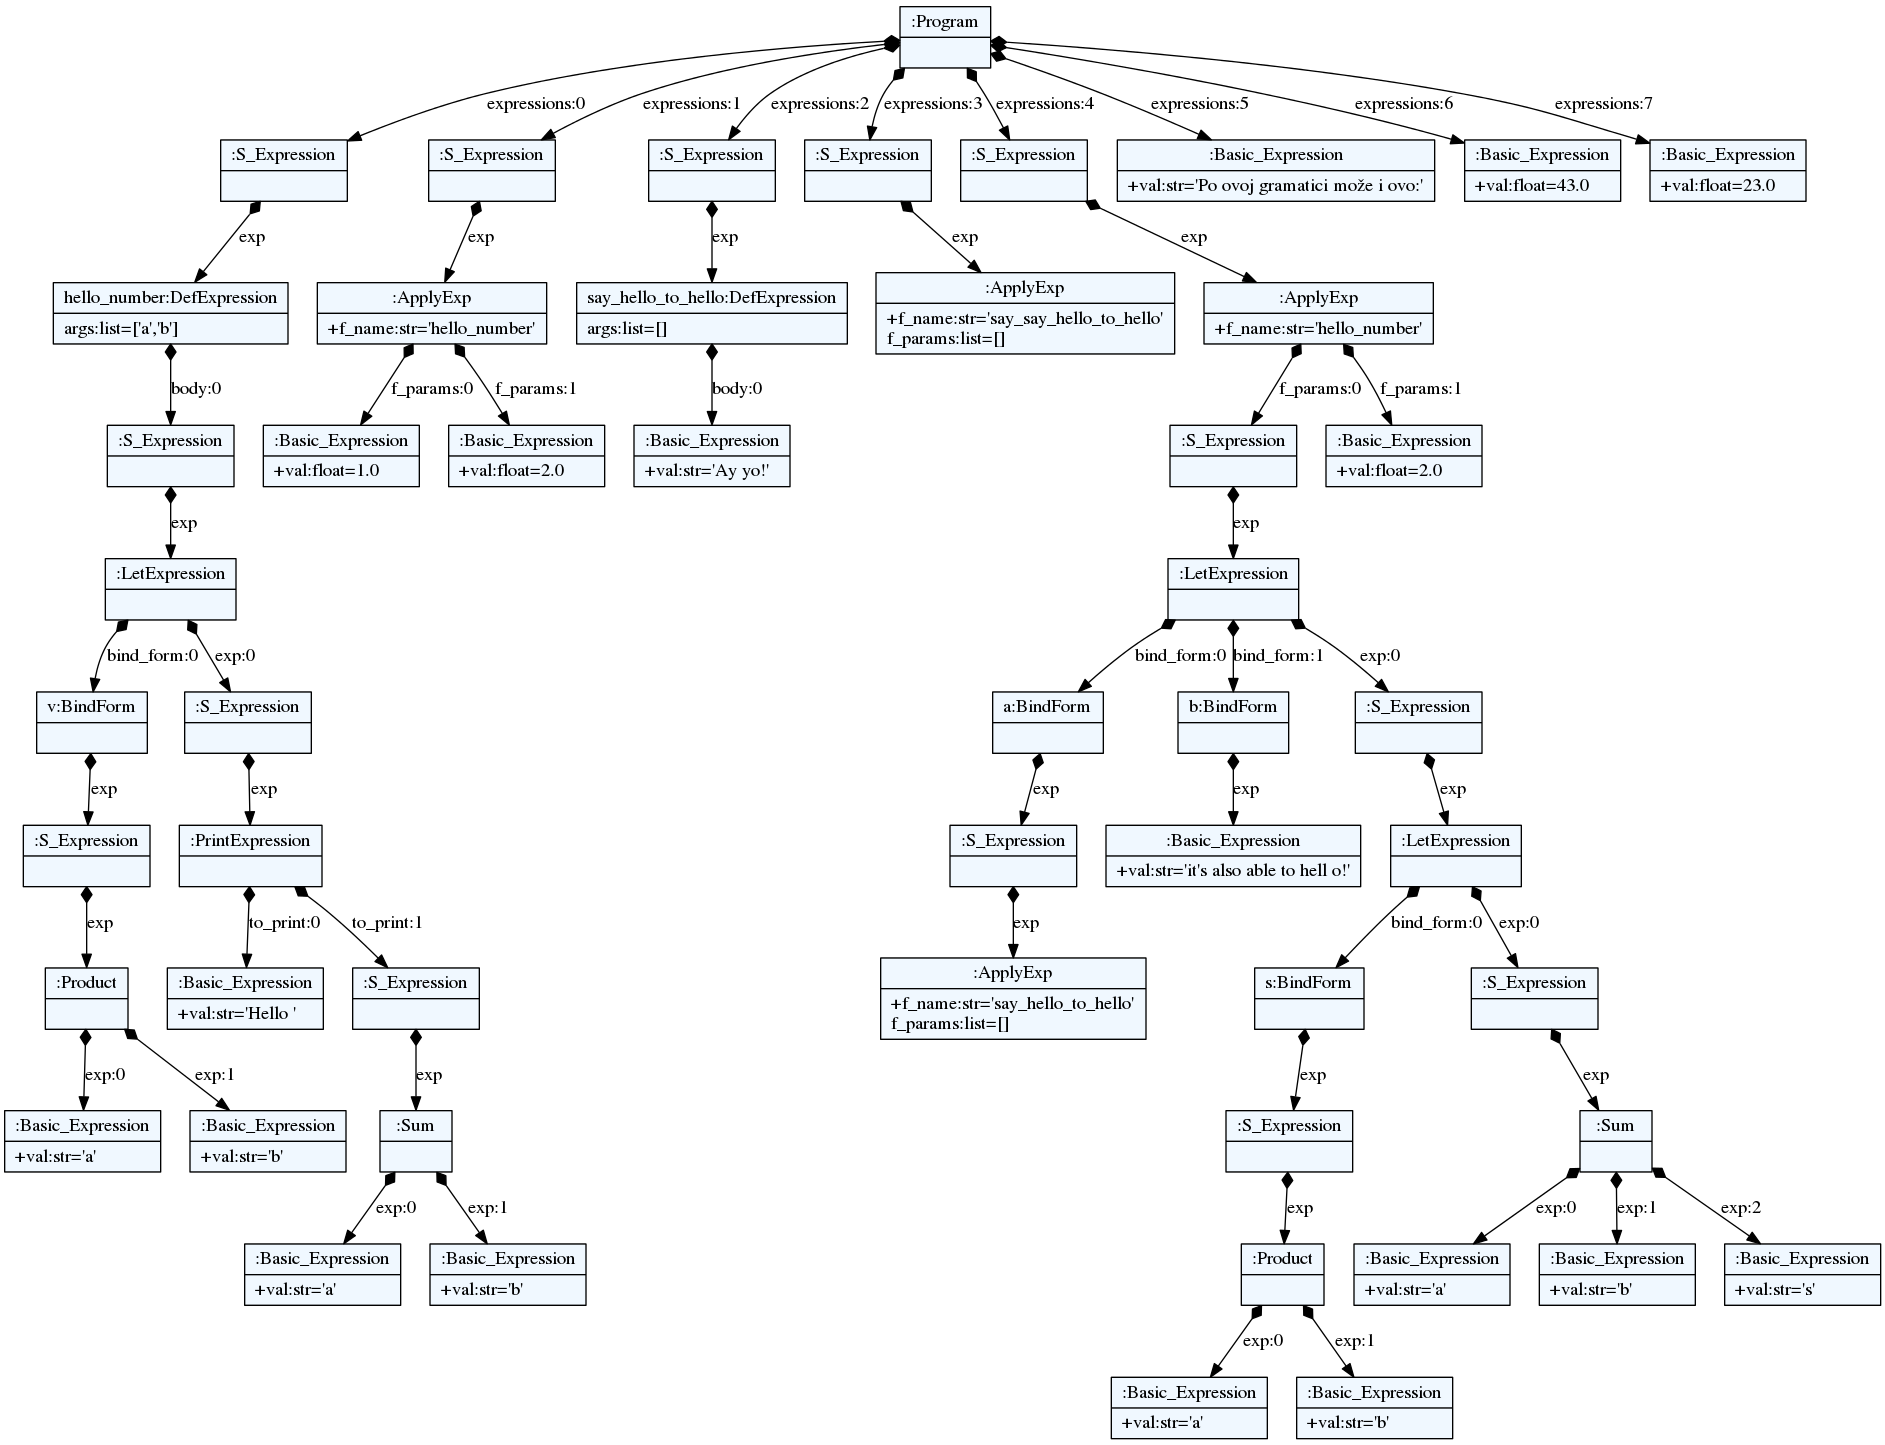 :Program
expressions:0
expressions:1
expressions:2
expressions:3
expressions:4
expressions:5
expressions:6
expressions:7
:S_Expression
:S_Expression
:S_Expression
:S_Expression
:S_Expression
:Basic_Expression
+val:str='Po ovoj gramatici može i ovo:'
:Basic_Expression
+val:float=43.0
:Basic_Expression
+val:float=23.0
exp
exp
exp
exp
exp
hello_number:DefExpression
args:list=['a','b']
:ApplyExp
+f_name:str='hello_number'
say_hello_to_hello:DefExpression
args:list=[]
:ApplyExp
+f_name:str='say_say_hello_to_hello'
f_params:list=[]
:ApplyExp
+f_name:str='hello_number'
body:0
f_params:0
f_params:1
body:0
f_params:0
f_params:1
:S_Expression
:Basic_Expression
+val:float=1.0
:Basic_Expression
+val:float=2.0
:Basic_Expression
+val:str='Ay yo!'
:S_Expression
:Basic_Expression
+val:float=2.0
exp
exp
:LetExpression
:LetExpression
bind_form:0
exp:0
bind_form:0
bind_form:1
exp:0
v:BindForm
:S_Expression
a:BindForm
b:BindForm
:S_Expression
exp
exp
exp
exp
exp
:S_Expression
:PrintExpression
:S_Expression
:Basic_Expression
+val:str='it's also able to hell o!'
:LetExpression
exp
to_print:0
to_print:1
exp
bind_form:0
exp:0
:Product
:Basic_Expression
+val:str='Hello '
:S_Expression
:ApplyExp
+f_name:str='say_hello_to_hello'
f_params:list=[]
s:BindForm
:S_Expression
exp:0
exp:1
exp
exp
exp
:Basic_Expression
+val:str='a'
:Basic_Expression
+val:str='b'
:Sum
:S_Expression
:Sum
exp:0
exp:1
exp
exp:0
exp:1
exp:2
:Basic_Expression
+val:str='a'
:Basic_Expression
+val:str='b'
:Product
:Basic_Expression
+val:str='a'
:Basic_Expression
+val:str='b'
:Basic_Expression
+val:str='s'
exp:0
exp:1
:Basic_Expression
+val:str='a'
:Basic_Expression
+val:str='b'